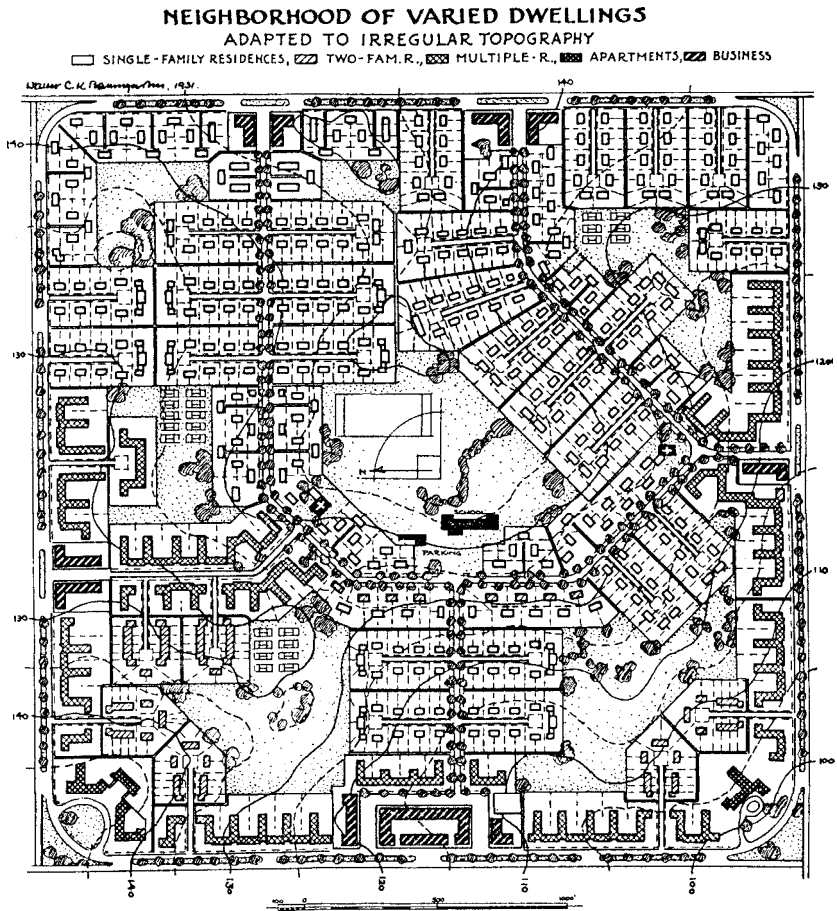 NEIGHBORHOOD OF VARIED DWELLINGS
ADAPTED TO IRREGULAR TOPOGRAPHY
SINGLE-FAMILY RESIDENCES, TWO-FAM.R., MULTIPLE-R., APARTMENTS, BUSINESS
C.K. 1931.
140
140
130
130
120
N
SCHOOL
PARKING
110
130
140
100
140
130
120
110
100
100 0 500 1000'